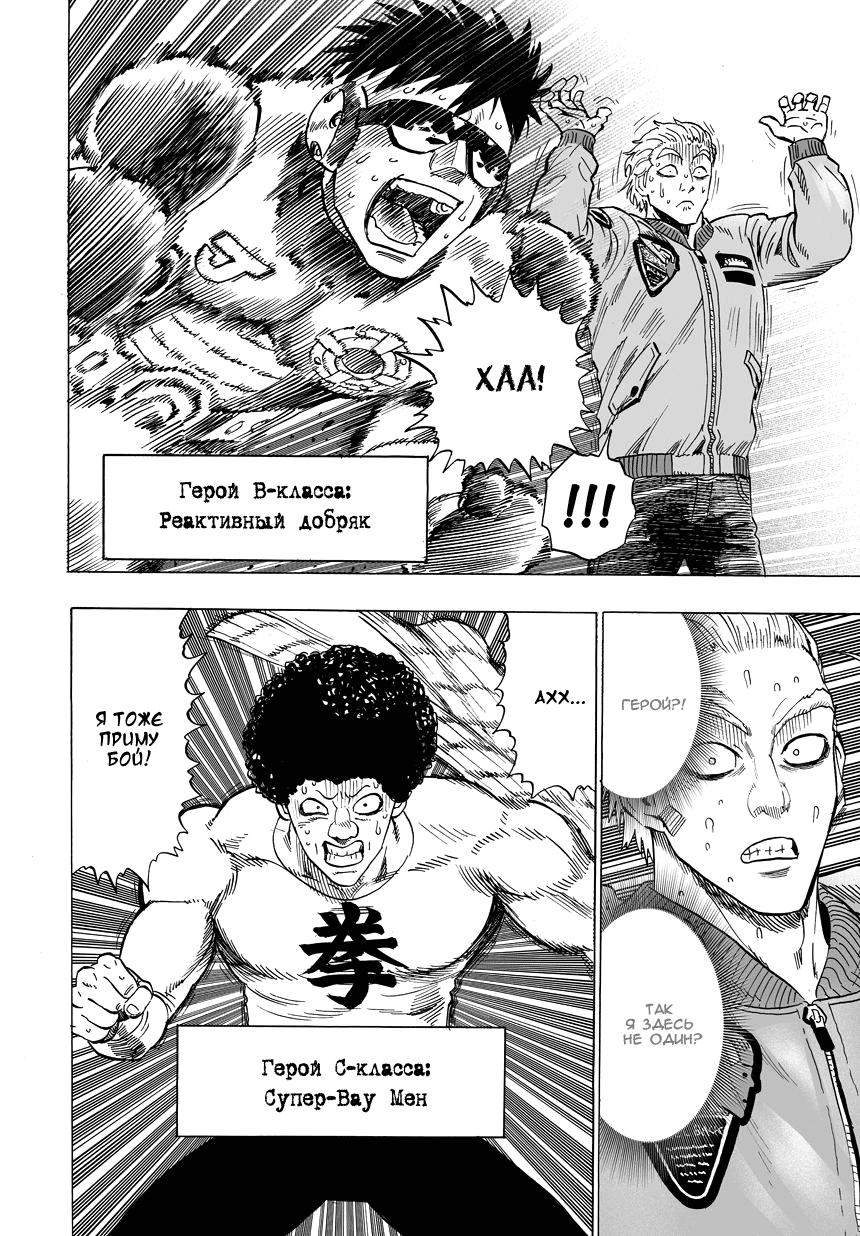 J
ХАА!
!!!
Герой В-класса:
Реактивный добряк
ГЕРОЙ?!
ТАК
Я ЗДЕСЬ
НЕ ОДИН?
АХХ...
Я ТОЖЕ
ПРИМУ
БОЙ!
拳
Герой С-класса:
Супер-Вау Мен